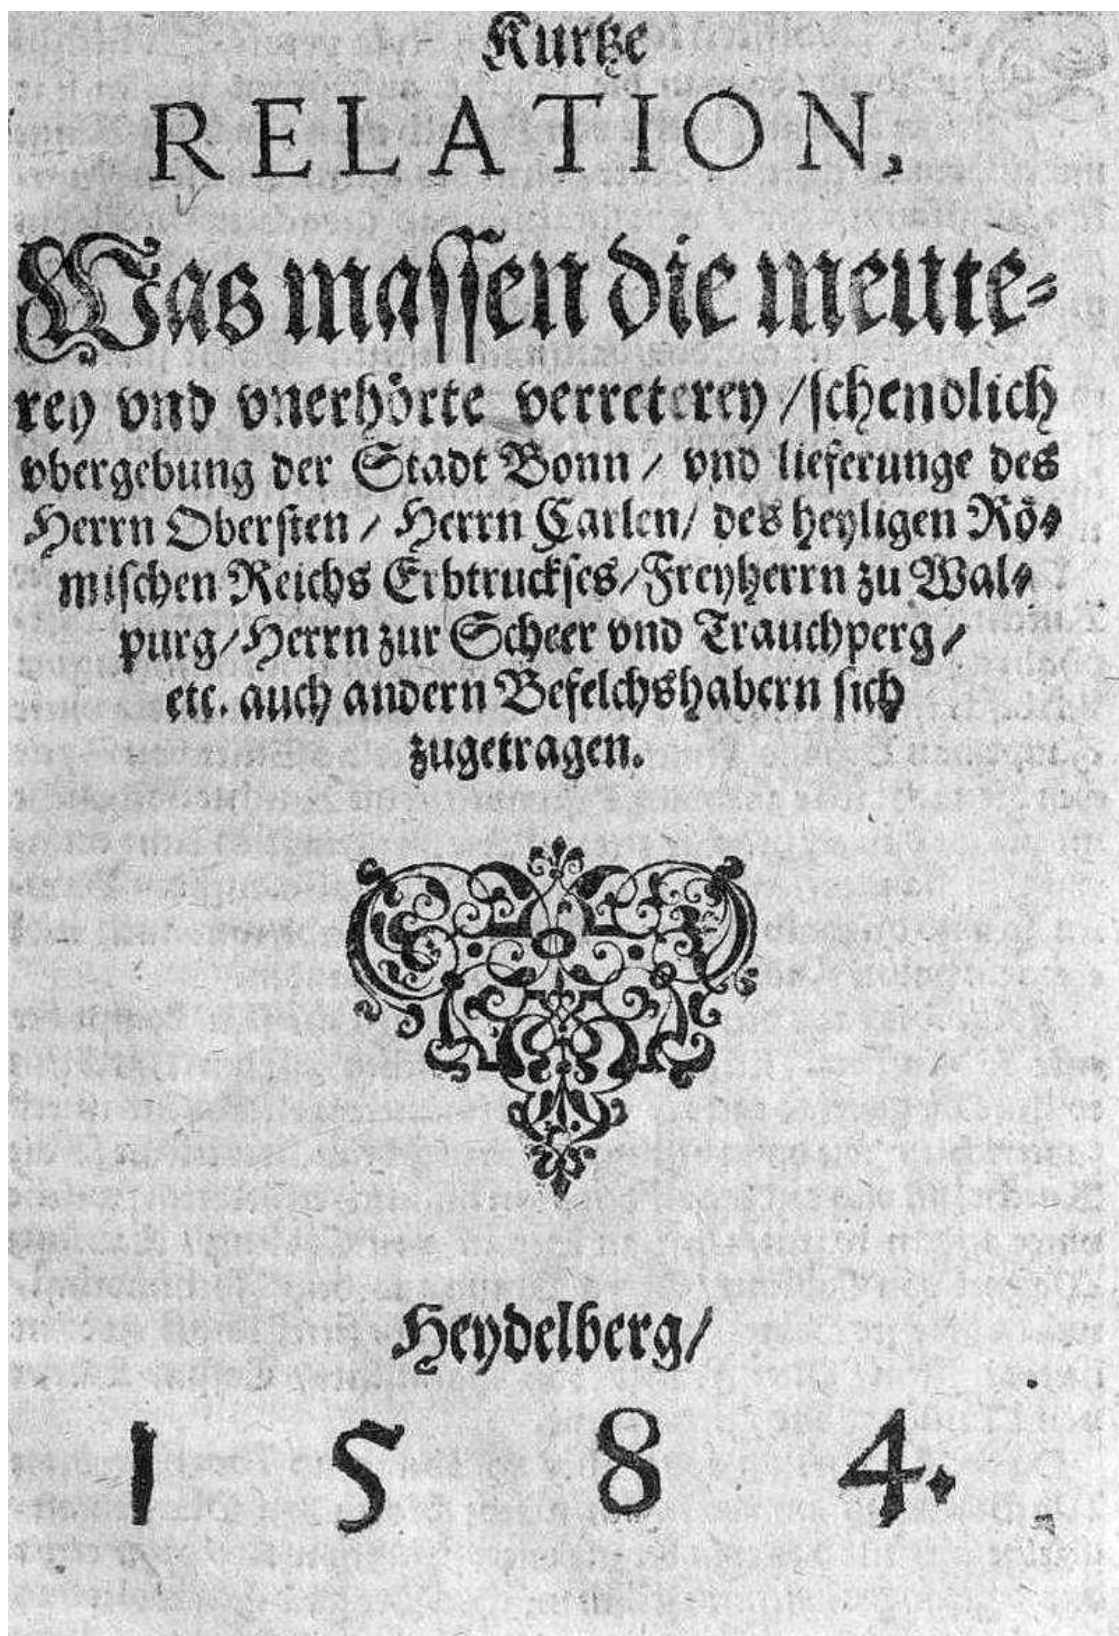 Kurtze
RELATION,
Was massen die meute-
rey vnd vnerhörte verreterey / schendlich
vbergebung der Stadt Bonn / vnd lieferunge des
Herrn Obersten / Herrn Carlen / des heyligen Rö-
mischen Reichs Erbtruckses / Freyherrn zu Wal-
purg / Herrn zur Scheer vnd Trauchperg /
etc. auch andern Befelchshabern sich
zugetragen.
Heydelberg /
1 5 8 4.